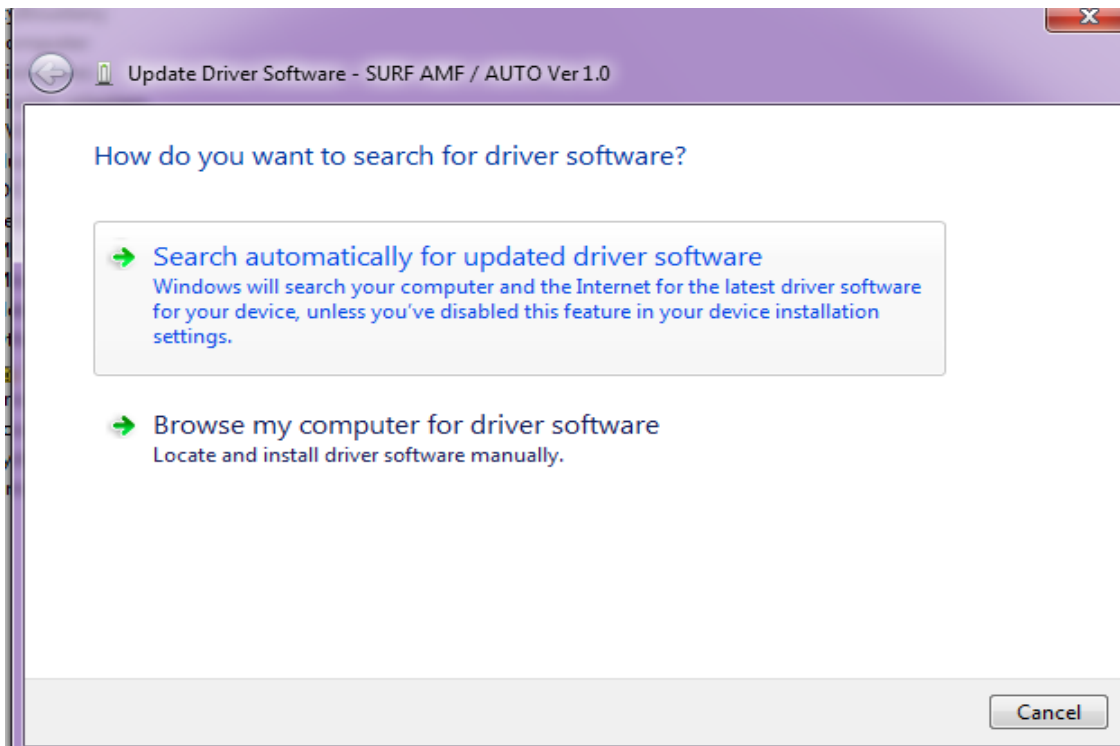 Update Driver Software - SURF AMF / AUTO Ver 1.0
How do you want to search for driver software?
Search automatically for updated driver software
Windows will search your computer and the Internet for the latest driver software
for your device, unless you've disabled this feature in your device installation
settings.
Browse my computer for driver software
Locate and install driver software manually.
Cancel